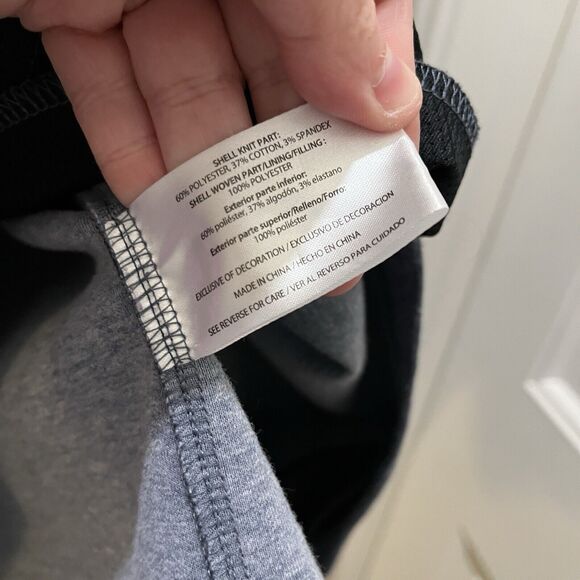 SHELL KNIT PART:
60% POLYESTER, 37% COTTON, 3% SPANDEX
SHELL WOVEN PART/LINING/FILLING :
100% POLYESTER
Exterior parte inferior:
60% poliéster, 37% algodón, 3% elastano
Exterior parte superior/Relleno/Forro:
100% poliéster
EXCLUSIVE OF DECORATION / EXCLUSIVO DE DECORACION
MADE IN CHINA / HECHO EN CHINA
SEE REVERSE FOR CARE / VER AL REVERSO PARA CUIDADO